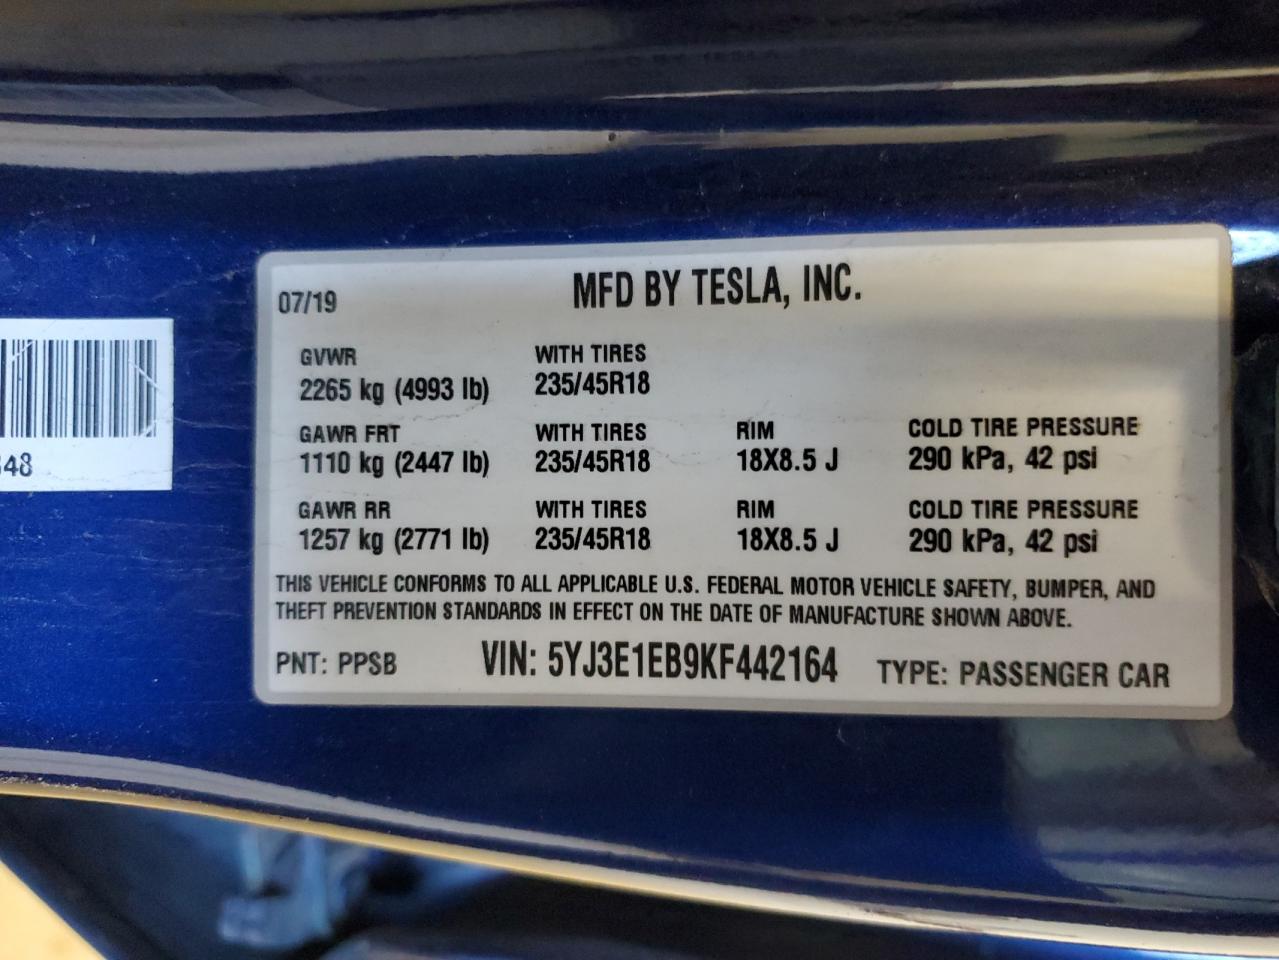 07/19 MFD BY TESLA, INC.
GVWR WITH TIRES
2265 kg (4993 lb) 235/45R18
GAWR FRT WITH TIRES RIM COLD TIRE PRESSURE
1110 kg (2447 lb) 235/45R18 18X8.5 J 290 kPa, 42 psi
GAWR RR WITH TIRES RIM COLD TIRE PRESSURE
1257 kg (2771 lb) 235/45R18 18X8.5 J 290 kPa, 42 psi
THIS VEHICLE CONFORMS TO ALL APPLICABLE U.S. FEDERAL MOTOR VEHICLE SAFETY, BUMPER, AND
THEFT PREVENTION STANDARDS IN EFFECT ON THE DATE OF MANUFACTURE SHOWN ABOVE.
PNT: PPSB VIN: 5YJ3E1EB9KF442164 TYPE: PASSENGER CAR